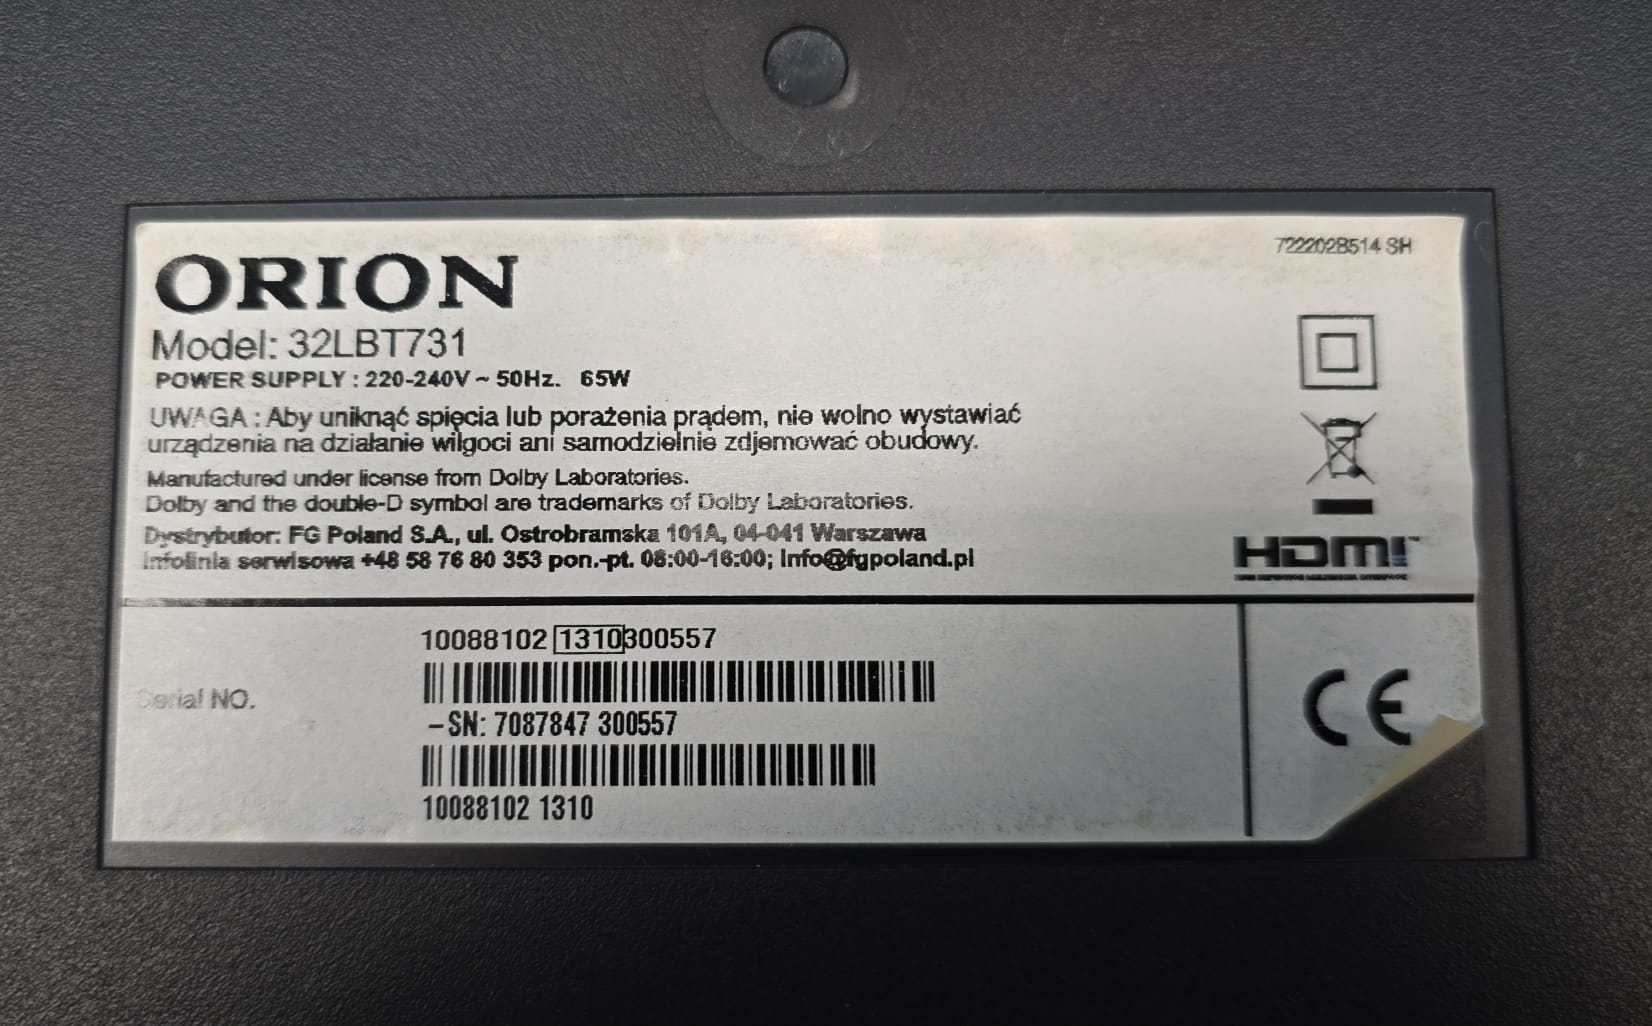 ORION
722202B514 SH
Model: 32LBT731
POWER SUPPLY : 220-240V ~ 50Hz. 65W
UWAGA : Aby uniknąć spięcia lub porażenia prądem, nie wolno wystawiać
urządzenia na działanie wilgoci ani samodzielnie zdjemować obudowy.
Manufactured under license from Dolby Laboratories.
Dolby and the double-D symbol are trademarks of Dolby Laboratories.
Dystrybutor: FG Poland S.A., ul. Ostrobramska 101A, 04-041 Warszawa
Infolinia serwisowa +48 58 76 80 353 pon.-pt. 08:00-16:00; info@fgpoland.pl
HDMI™
10088102 1310300557
Serial NO.
-SN: 7087847 300557
10088102 1310
CE